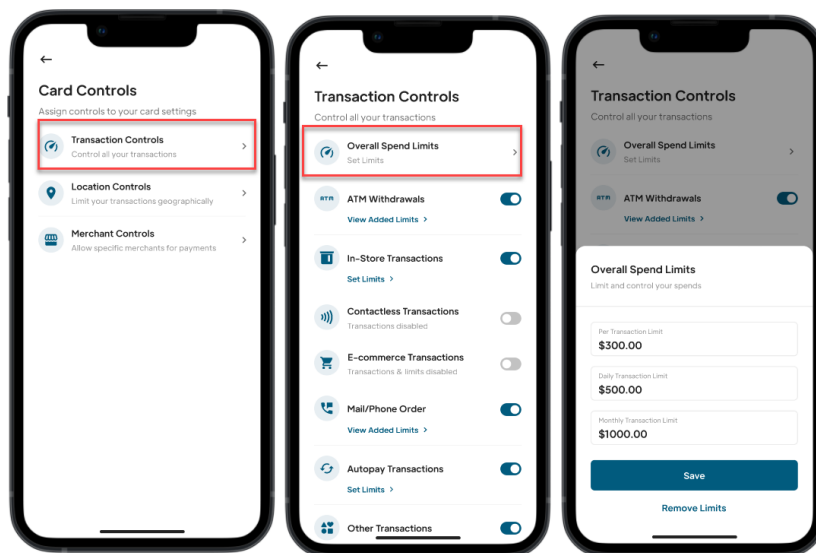 Card Controls
Assign controls to your card settings
Transaction Controls
Control all your transactions
Location Controls
Limit your transactions geographically
Merchant Controls
Allow specific merchants for payments
Transaction Controls
Control all your transactions
Overall Spend Limits
Set Limits
ATM
ATM Withdrawals
View Added Limits >
In-Store Transactions
Set Limits >
Contactless Transactions
Transactions disabled
E-commerce Transactions
Transactions & limits disabled
Mail/Phone Order
View Added Limits >
Autopay Transactions
Set Limits >
Other Transactions
Transaction Controls
Control all your transactions
Overall Spend Limits
Set Limits
ATM
ATM Withdrawals
View Added Limits >
Overall Spend Limits
Limit and control your spends
Per Transaction Limit
$300.00
Daily Transaction Limit
$500.00
Monthly Transaction Limit
$1000.00
Save
Remove Limits